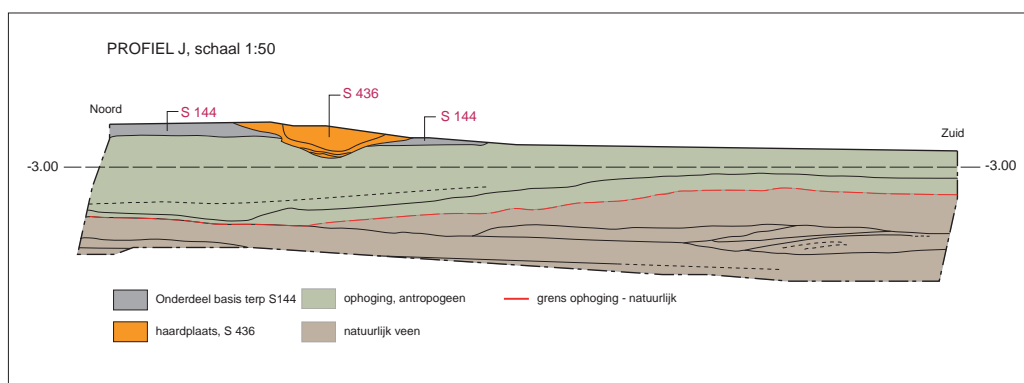 PROFIEL J, schaal 1:50
S 436
Noord
S 144
S 144
Zuid
-3.00
-3.00
Onderdeel basis terp S144
ophoging, antropogeen
grens ophoging - natuurlijk
haardplaats, S 436
natuurlijk veen